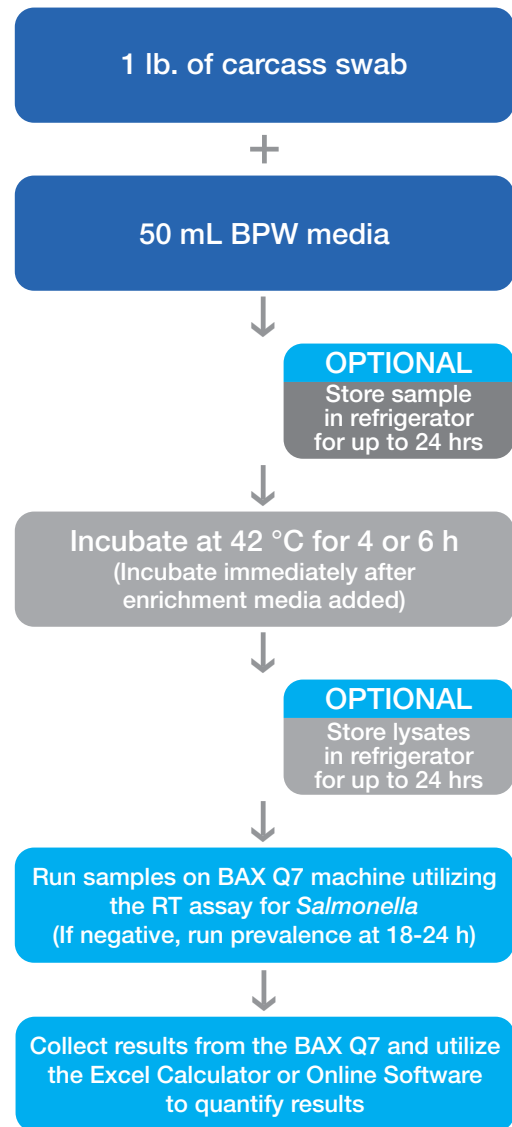 1 lb. of carcass swab
+
50 mL BPW media
OPTIONAL
Store sample
in refrigerator
for up to 24 hrs
Incubate at 42 °C for 4 or 6 h
(Incubate immediately after
enrichment media added)
OPTIONAL
Store lysates
in refrigerator
for up to 24 hrs
Run samples on BAX Q7 machine utilizing
the RT assay for Salmonella
(If negative, run prevalence at 18-24 h)
Collect results from the BAX Q7 and utilize
the Excel Calculator or Online Software
to quantify results